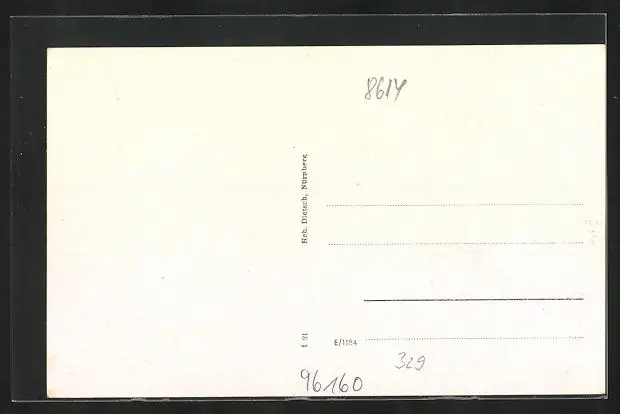 8614
Hch. Dietsch, Nürnberg
E/1184
329
96160